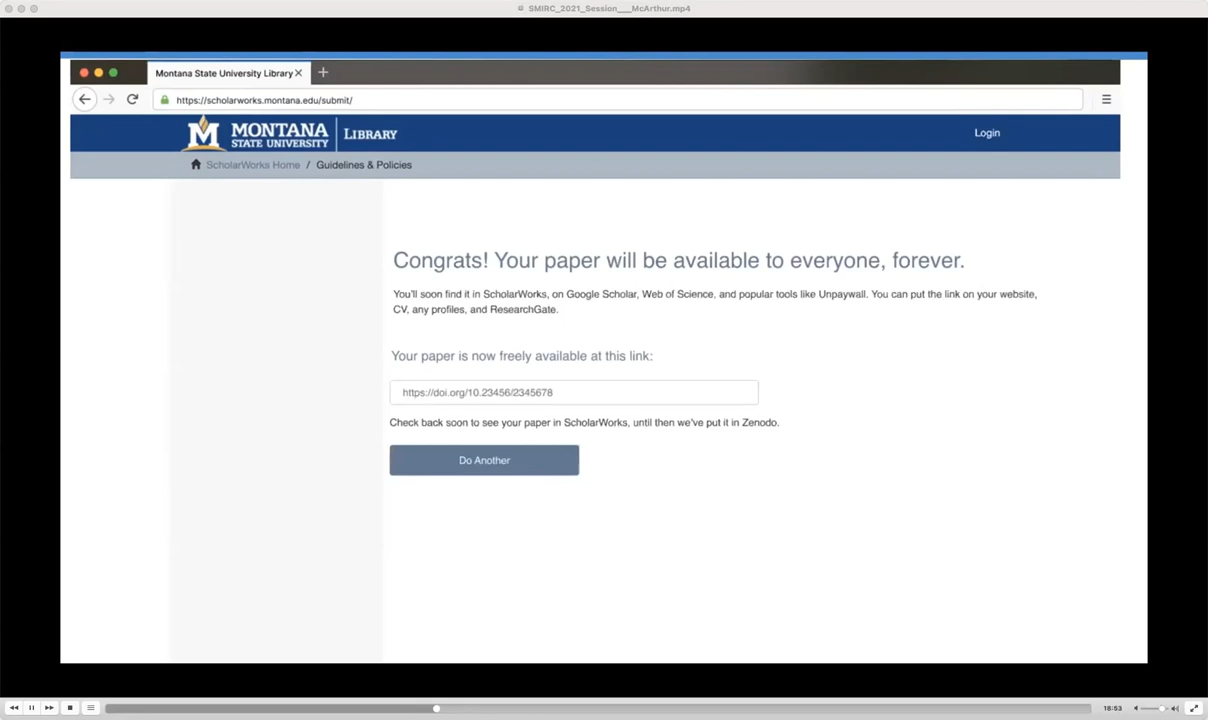 SMIRC_2021_Session___McArthur.mp4
Montana State University Library
https://scholarworks.montana.edu/submit/
MONTANA
STATE UNIVERSITY
LIBRARY
Login
ScholarWorks Home / Guidelines & Policies
Congrats! Your paper will be available to everyone, forever.
You'll soon find it in ScholarWorks, on Google Scholar, Web of Science, and popular tools like Unpaywall. You can put the link on your website,
CV, any profiles, and ResearchGate.
Your paper is now freely available at this link:
https://doi.org/10.23456/2345678
Check back soon to see your paper in ScholarWorks, until then we've put it in Zenodo.
Do Another
18:53